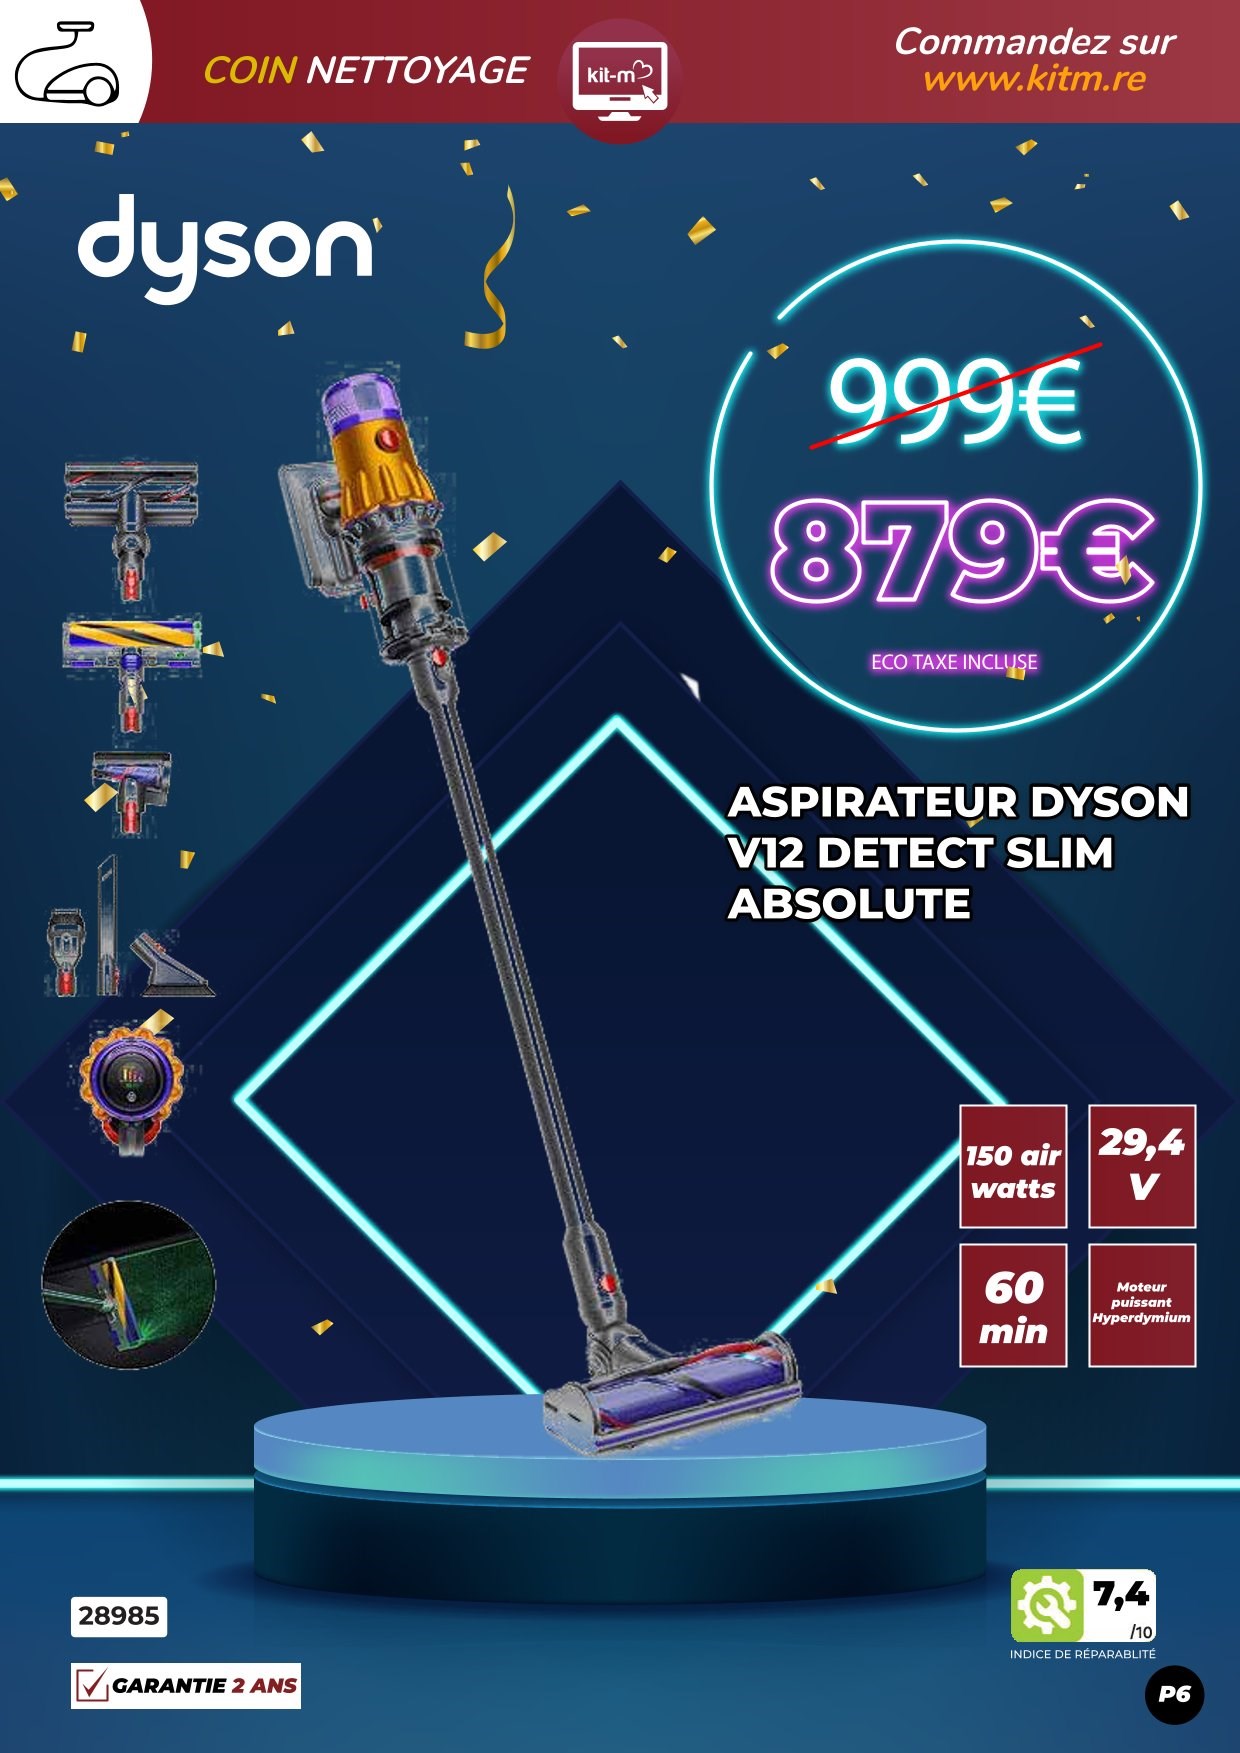 COIN NETTOYAGE
kit-m
Commandez sur
www.kitm.re
dyson
999€
879€
ECO TAXE INCLUSE
ASPIRATEUR DYSON
V12 DETECT SLIM
ABSOLUTE
150 air
watts
29,4
V
60
min
Moteur
puissant
Hyperdymium
28985
GARANTIE 2 ANS
7,4
/10
INDICE DE RÉPARABLITÉ
P6